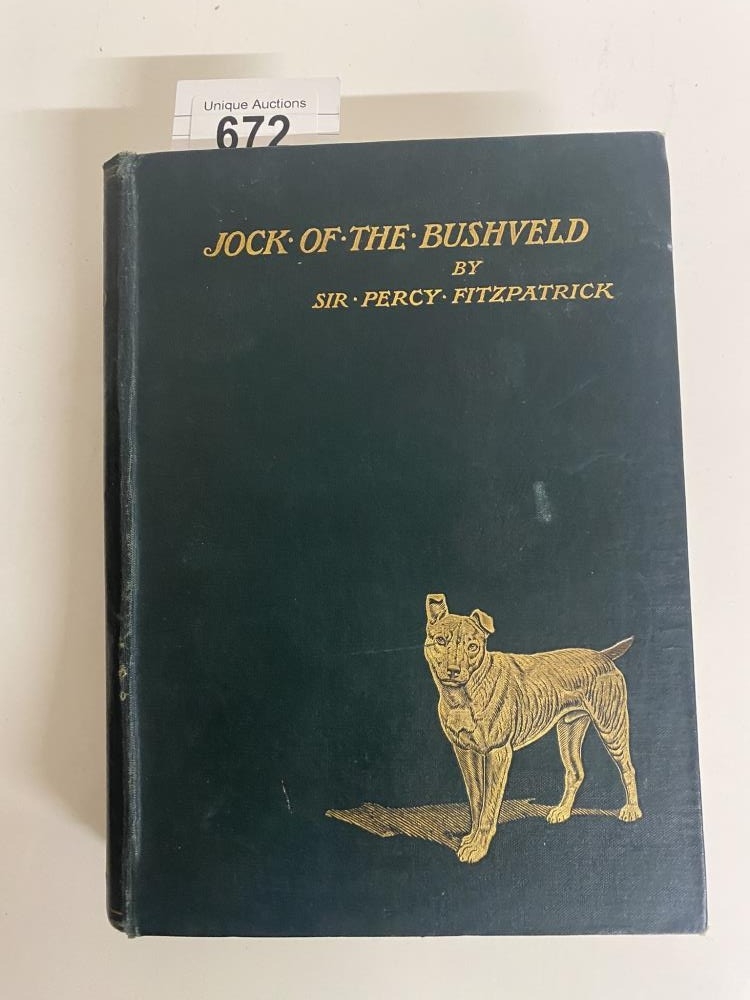 Unique Auctions
672
JOCK·OF·THE·BUSHVELD
BY
SIR·PERCY·FITZPATRICK